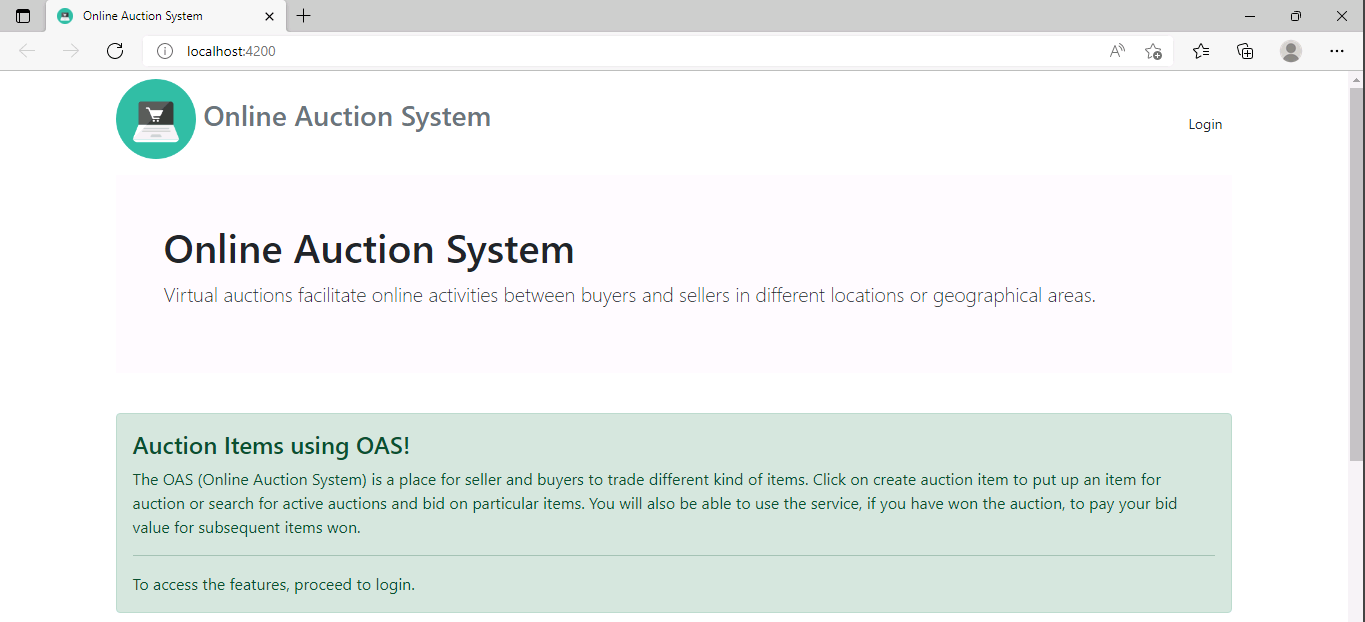 Online Auction System
localhost:4200
Online Auction System
Login
Online Auction System
Virtual auctions facilitate online activities between buyers and sellers in different locations or geographical areas.
Auction Items using OAS!
The OAS (Online Auction System) is a place for seller and buyers to trade different kind of items. Click on create auction item to put up an item for
auction or search for active auctions and bid on particular items. You will also be able to use the service, if you have won the auction, to pay your bid
value for subsequent items won.
To access the features, proceed to login.